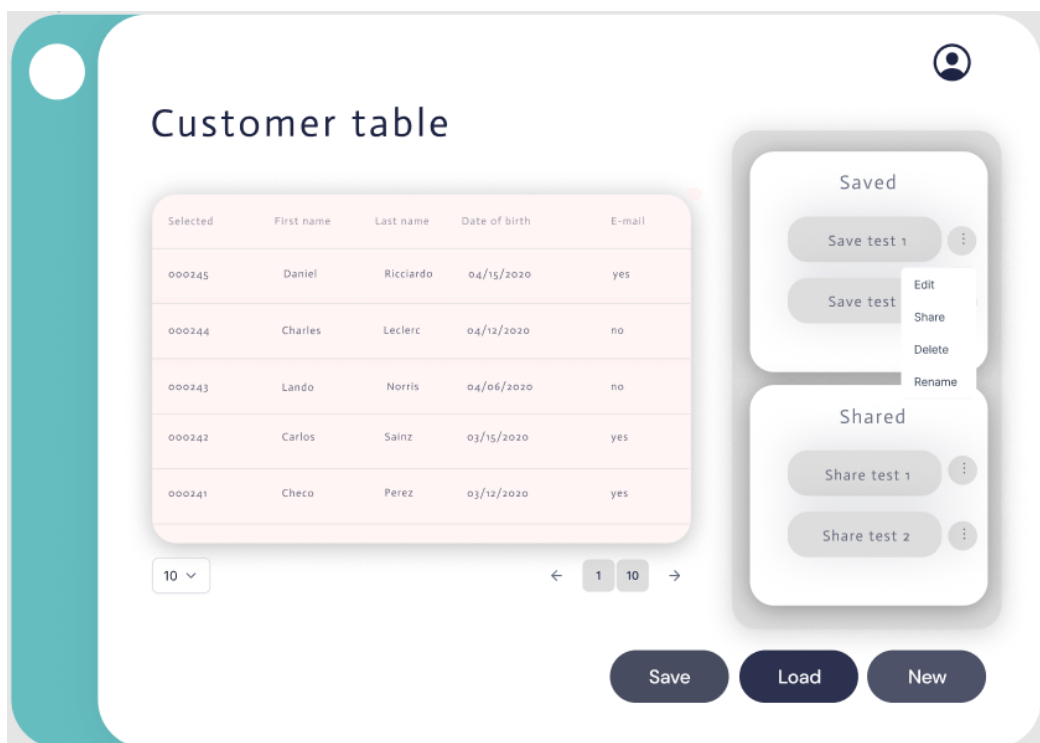 Customer table
Selected First name Last name Date of birth E-mail
000245 Daniel Ricciardo 04/15/2020 yes
000244 Charles Leclerc 04/12/2020 no
000243 Lando Norris 04/06/2020 no
000242 Carlos Sainz 03/15/2020 yes
000241 Checo Perez 03/12/2020 yes
10
1 10
Saved
Save test 1
Save test
Edit
Share
Delete
Rename
Shared
Share test 1
Share test 2
Save Load New